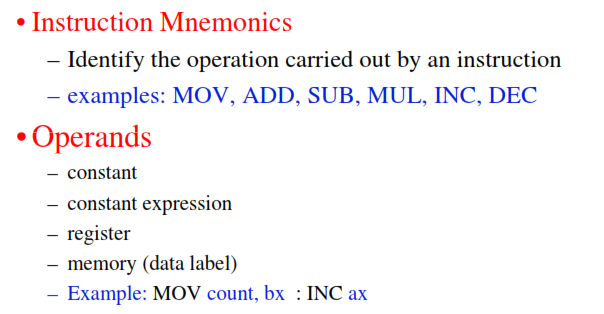 • Instruction Mnemonics
– Identify the operation carried out by an instruction
– examples: MOV, ADD, SUB, MUL, INC, DEC
• Operands
– constant
– constant expression
– register
– memory (data label)
– Example: MOV count, bx : INC ax